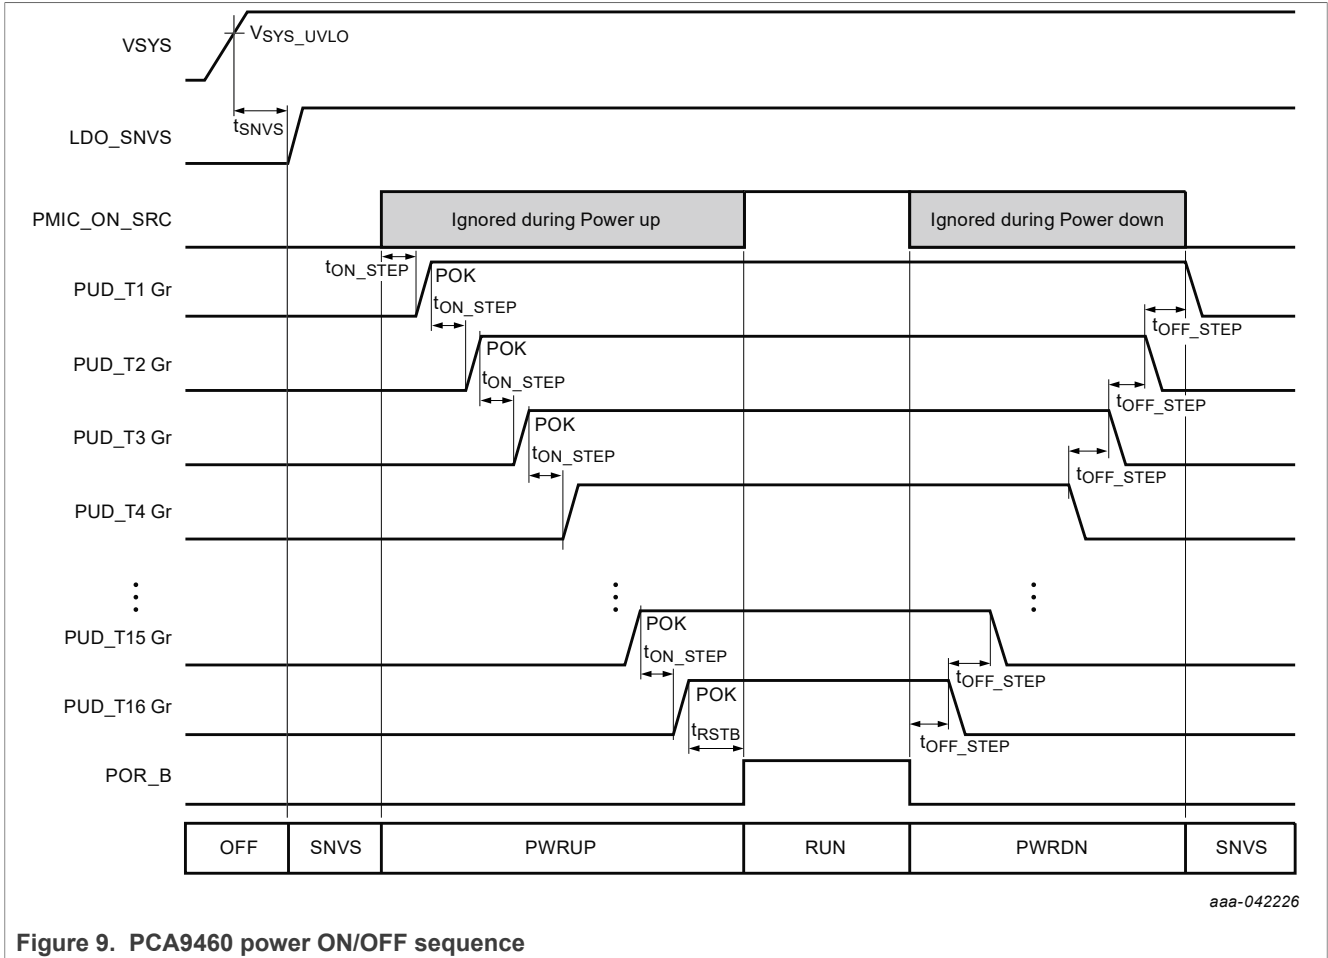 VSYS
VSYS_UVLO
tSNVS
LDO_SNVS
PMIC_ON_SRC
Ignored during Power up
Ignored during Power down
tON_STEP
POK
PUD_T1 Gr
tON_STEP
tOFF_STEP
POK
PUD_T2 Gr
tON_STEP
tOFF_STEP
POK
PUD_T3 Gr
tON_STEP
tOFF_STEP
PUD_T4 Gr
POK
PUD_T15 Gr
tON_STEP
tOFF_STEP
POK
PUD_T16 Gr
tRSTB
tOFF_STEP
POR_B
OFF SNVS PWRUP RUN PWRDN SNVS
aaa-042226
Figure 9. PCA9460 power ON/OFF sequence